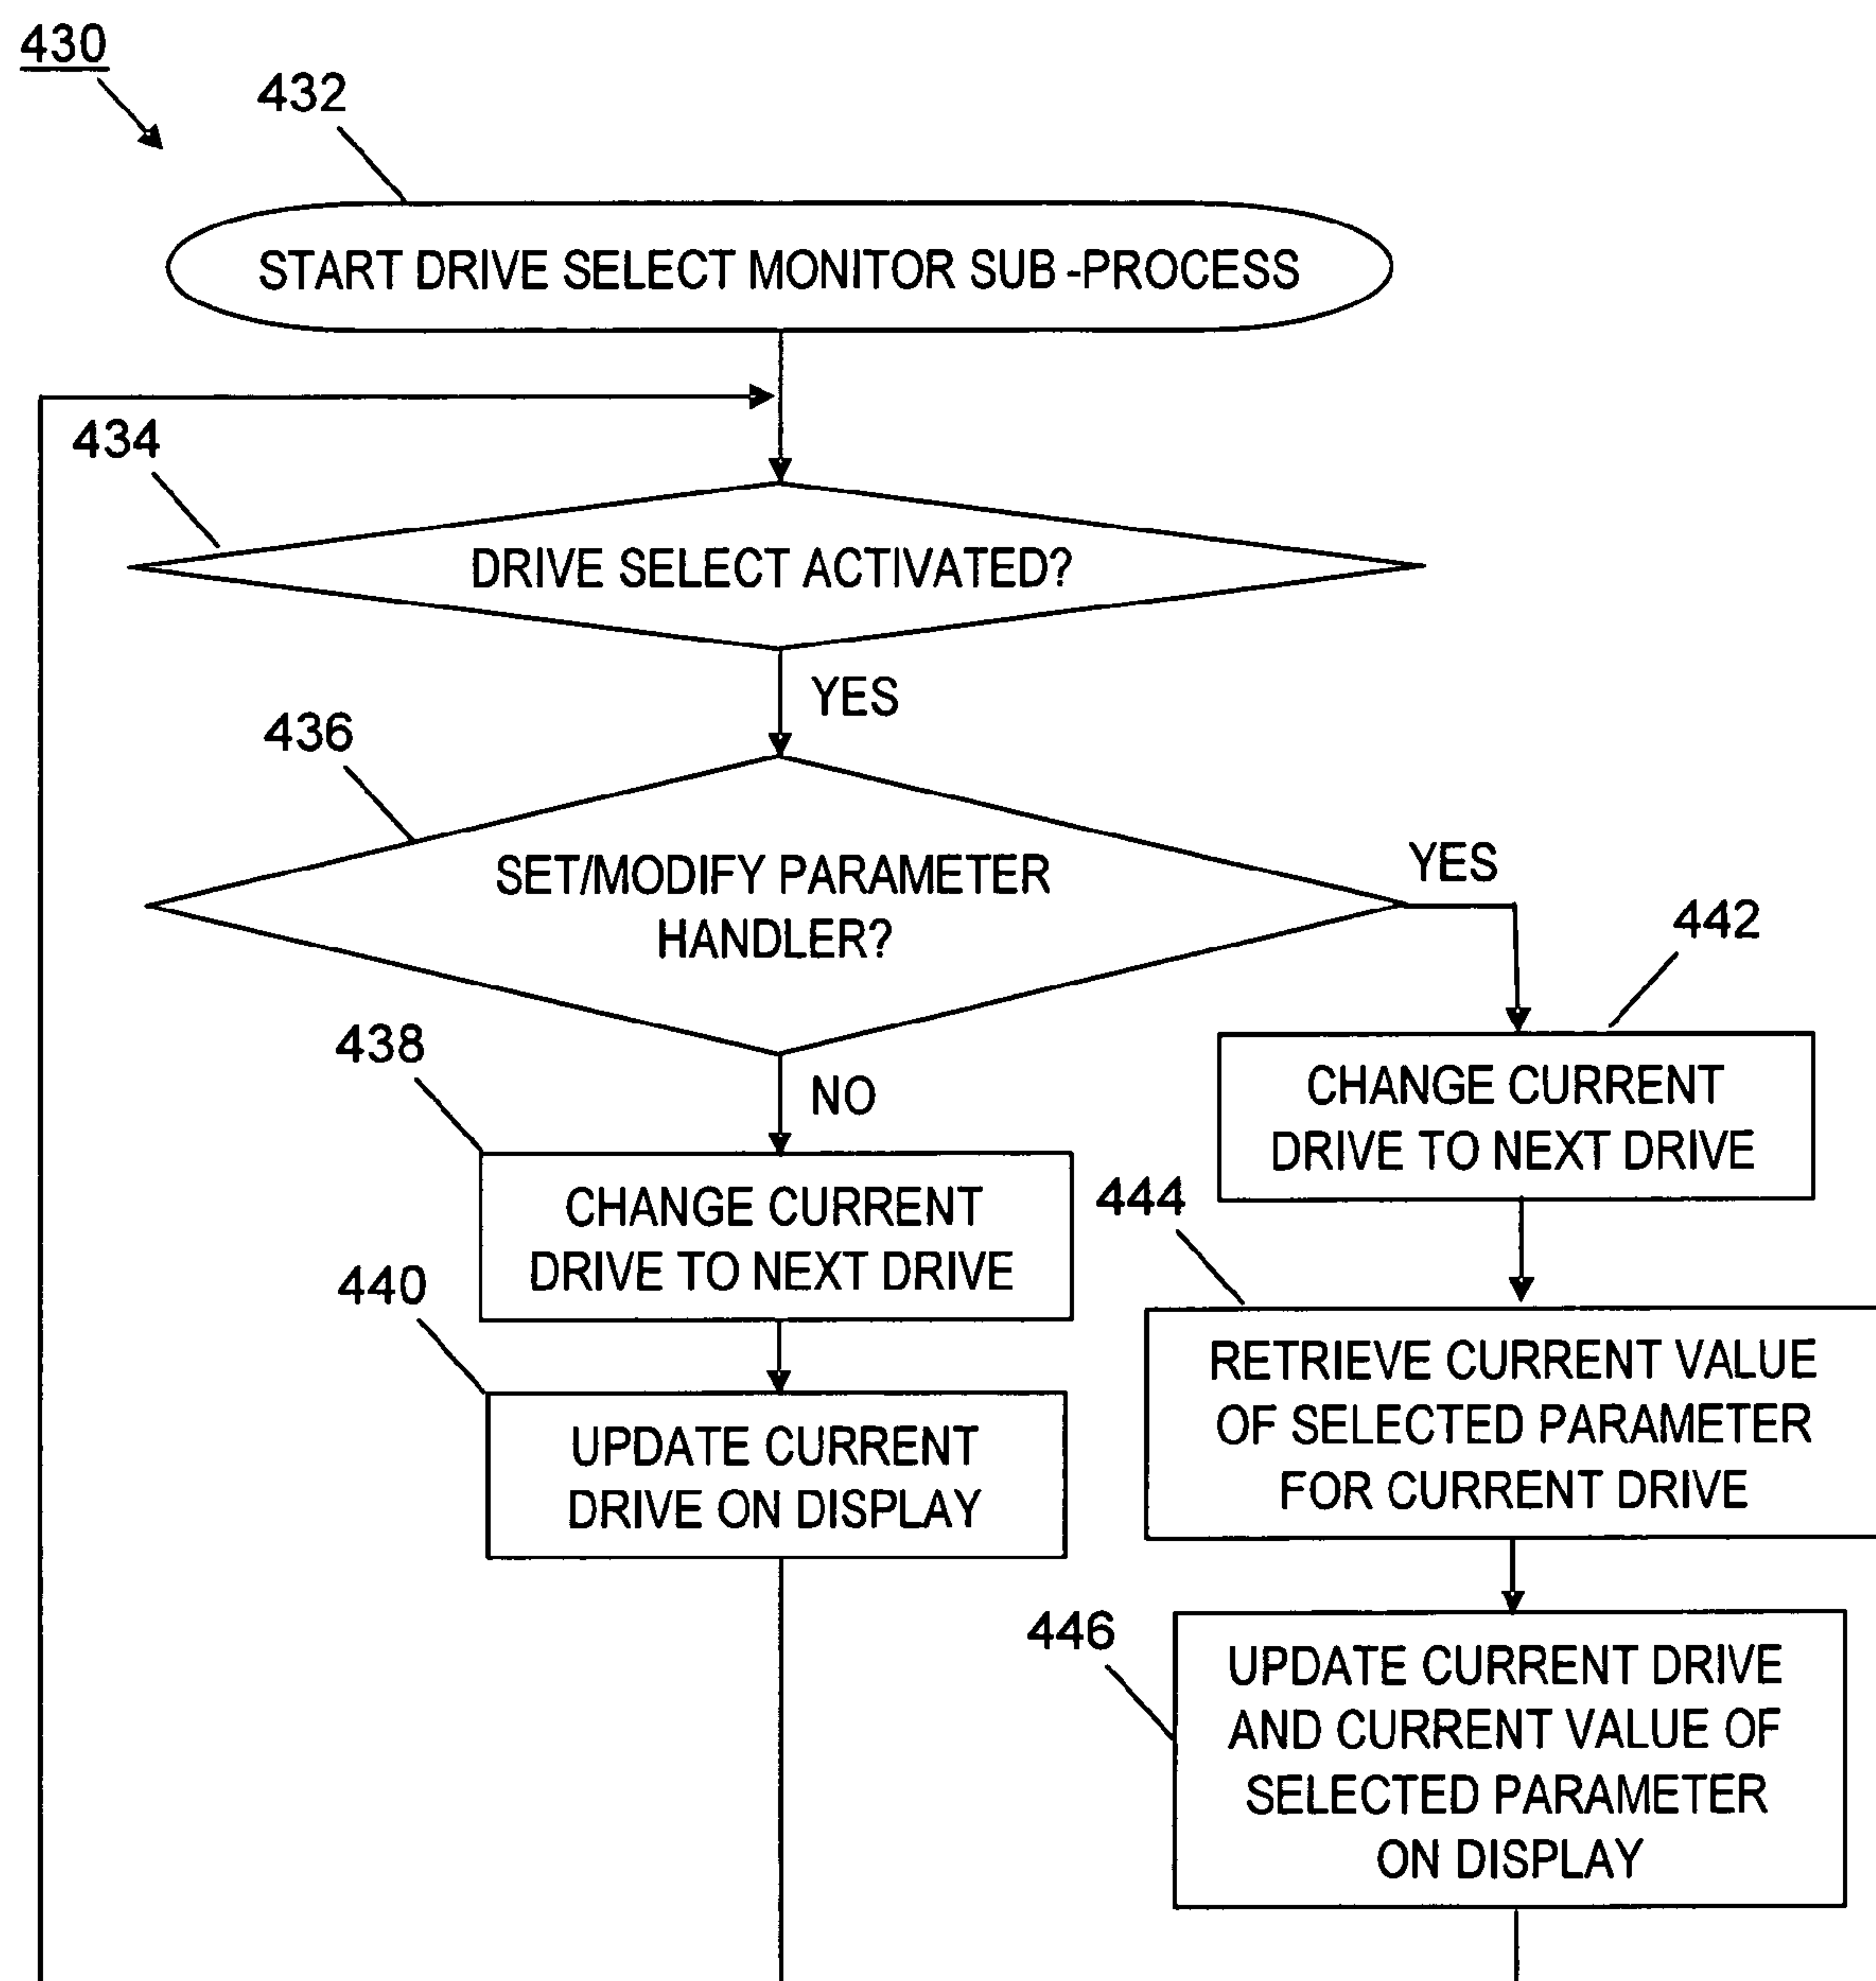 430
432
START DRIVE SELECT MONITOR SUB -PROCESS
434
DRIVE SELECT ACTIVATED?
YES
436
SET/MODIFY PARAMETER
HANDLER?
YES
442
CHANGE CURRENT
DRIVE TO NEXT DRIVE
438
NO
CHANGE CURRENT
DRIVE TO NEXT DRIVE
444
RETRIEVE CURRENT VALUE
OF SELECTED PARAMETER
FOR CURRENT DRIVE
440
UPDATE CURRENT
DRIVE ON DISPLAY
446
UPDATE CURRENT DRIVE
AND CURRENT VALUE OF
SELECTED PARAMETER
ON DISPLAY